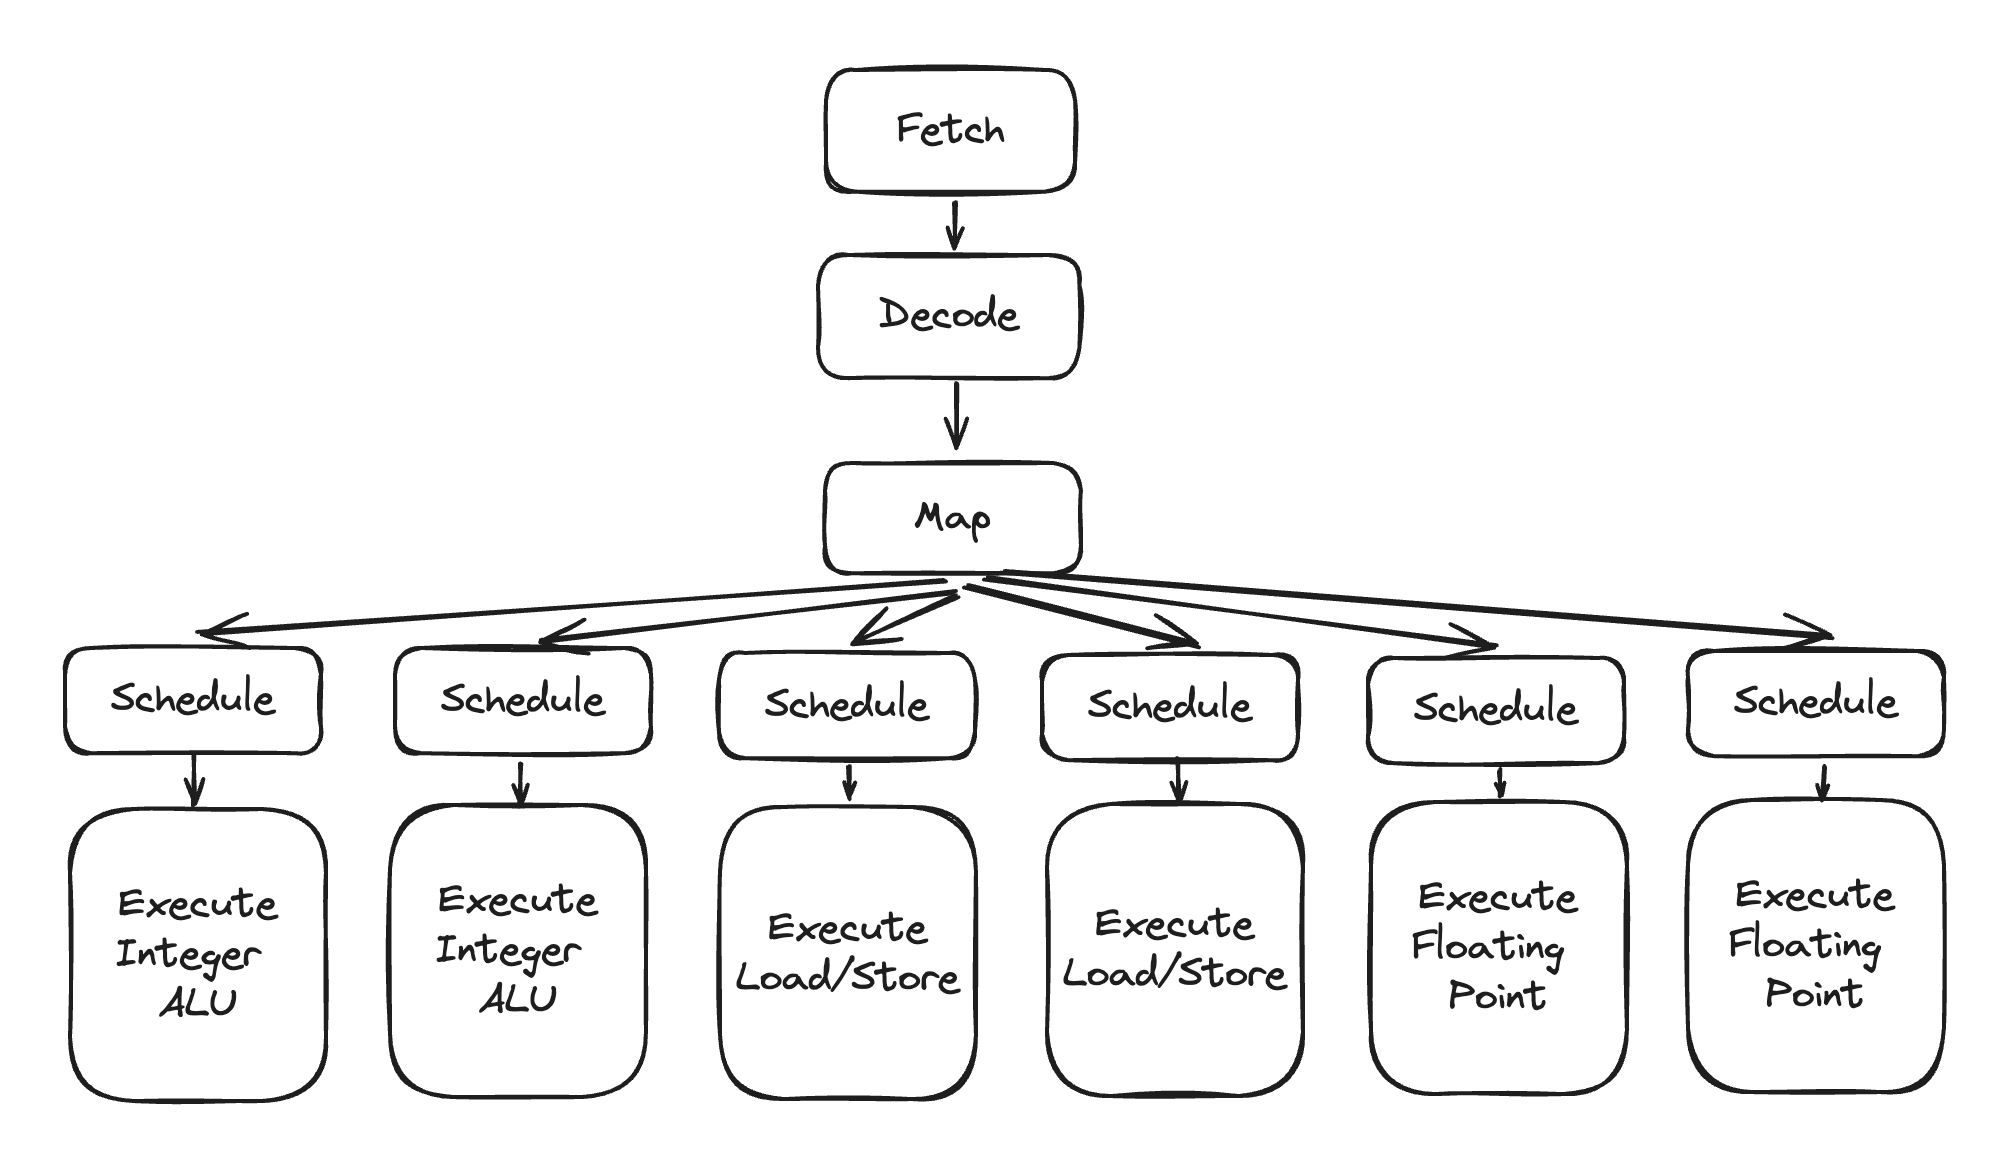 Fetch
Decode
Map
Schedule
Schedule
Schedule
Schedule
Schedule
Schedule
Execute
Integer
ALU
Execute
Integer
ALU
Execute
Load/Store
Execute
Load/Store
Execute
Floating
Point
Execute
Floating
Point